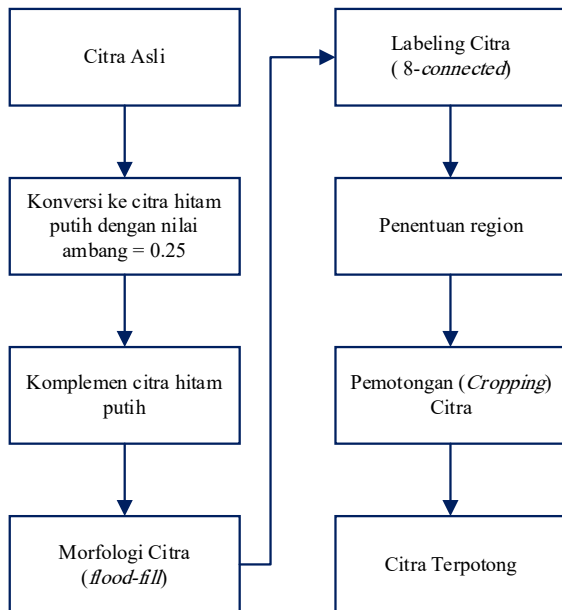 Citra Asli
Konversi ke citra hitam
putih dengan nilai
ambang = 0.25
Komplemen citra hitam
putih
Morfologi Citra
(flood-fill)
Labeling Citra
( 8-connected)
Penentuan region
Pemotongan (Cropping)
Citra
Citra Terpotong